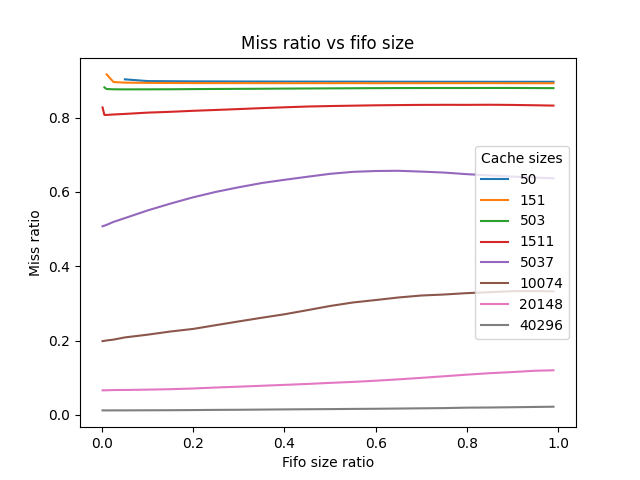 Miss ratio vs fifo size
Miss ratio
0.8
0.6
0.4
0.2
0.0
Cache sizes
50
151
503
1511
5037
10074
20148
40296
0.0 0.2 0.4 0.6 0.8 1.0
Fifo size ratio